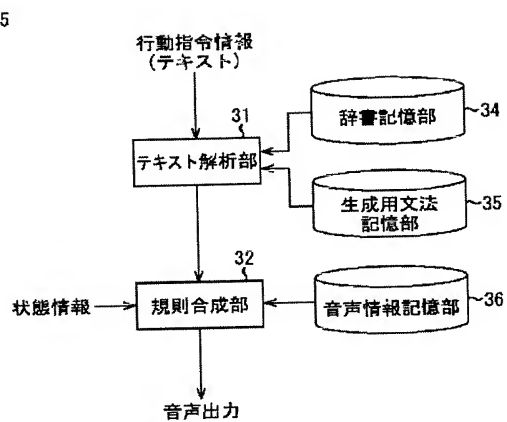 5
行動指令情報
(テキスト)
31
テキスト解析部
辞書記憶部
34
生成用文法
記憶部
35
32
状態情報
規則合成部
音声情報記憶部
36
音声出力